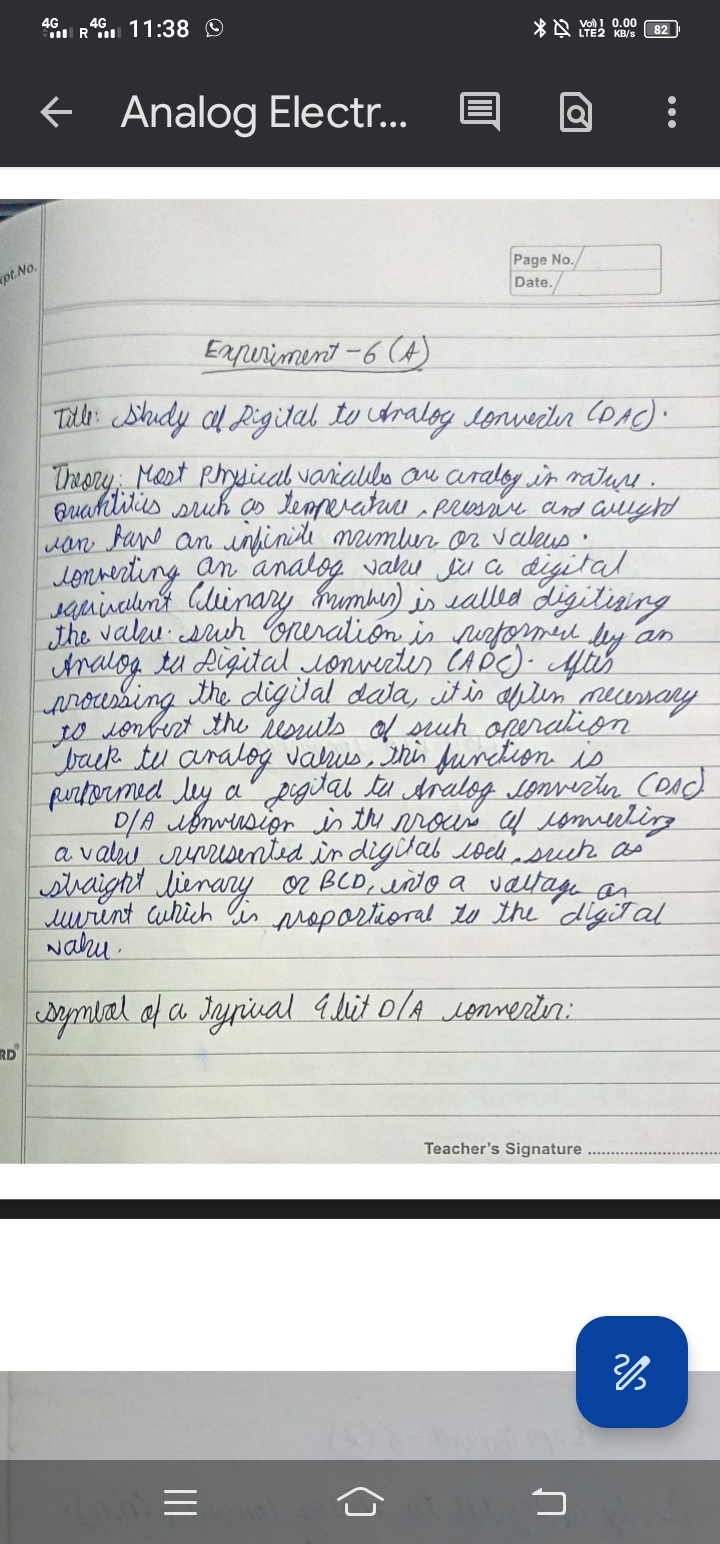 4G R 4G 11:38 Vo)) 1 LTE2 0.00 KB/s 82
Analog Electr...
xpt.No.
Page No.
Date.
Experiment -6 (A)
Title: Study of Digital to Analog Converter (DAC).
Theory: Most Physical variables are analog in nature.
Quantities such as temperature, pressure and weight
can have an infinite number or values.
converting an analog value to a digital
equivalent (binary number) is called digitizing
the value. such operation is performed by an
Analog to Digital converter (ADC). After
processing the digital data, it is often necessary
to convert the results of such operation
back to analog values, this function is
performed by a Digital to Analog converter (DAC)
D/A conversion is the process of converting
a value represented in digital code, such as
straight bienary or BCD, into a voltage or
current which is proportional to the digital
value.
symbol of a typical 4 bit D/A converter:
RD
Teacher's Signature ........................